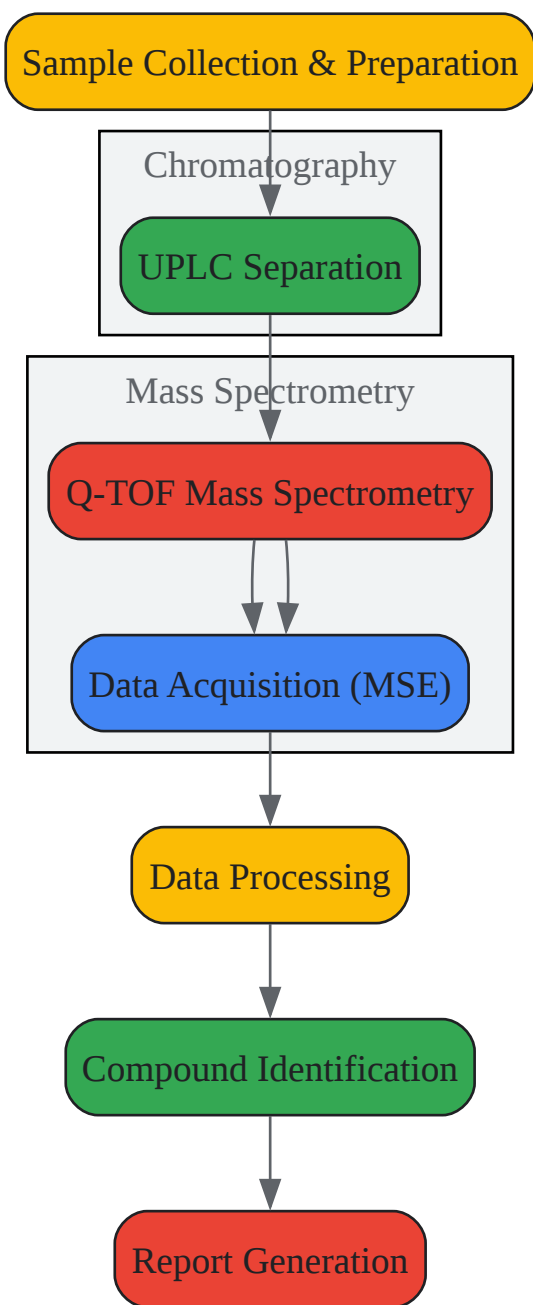 Sample Collection & Preparation
Chromatography
UPLC Separation
Mass Spectrometry
Q-TOF Mass Spectrometry
Data Acquisition (MSE)
Data Processing
Compound Identification
Report Generation